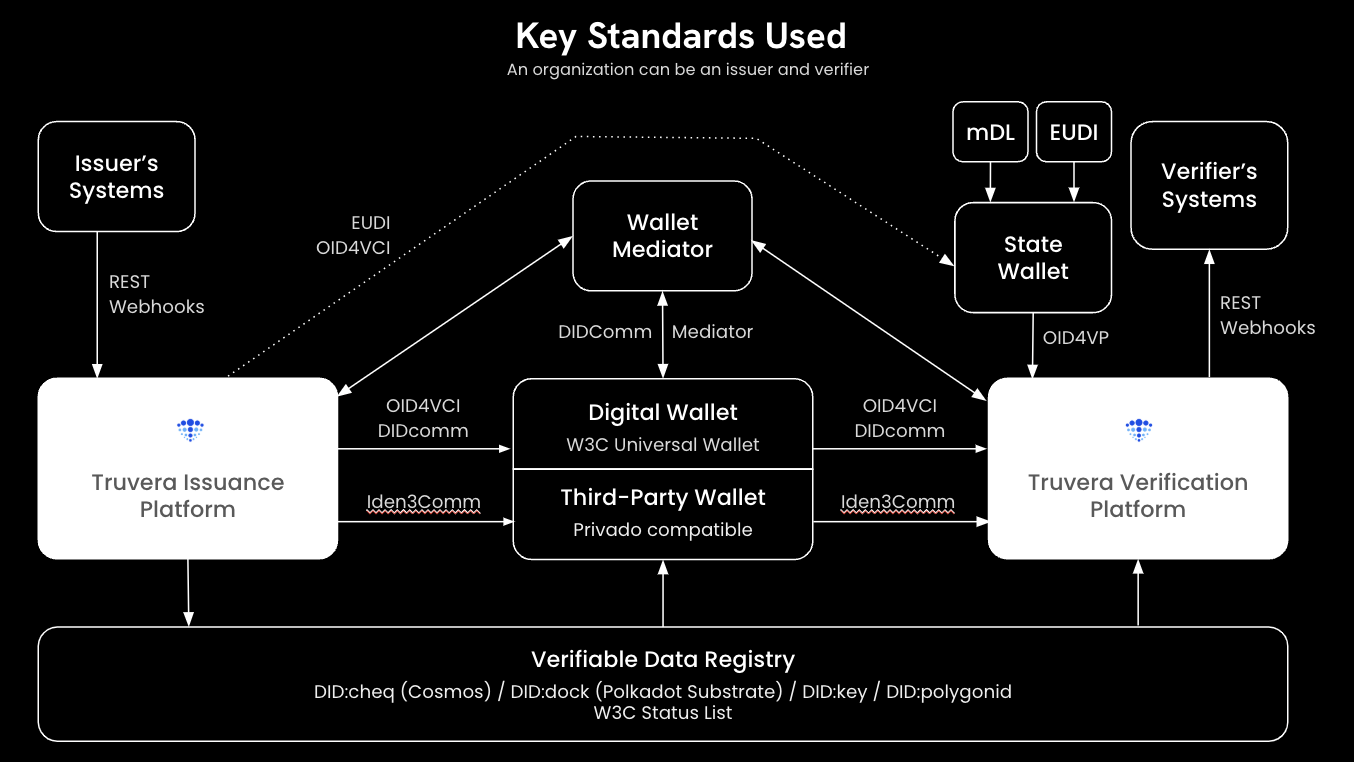 Key Standards Used
An organization can be an issuer and verifier
mDL
EUDI
Issuer’s
Systems
Verifier’s
Systems
Wallet
Mediator
State
Wallet
EUDI
OID4VCI
REST
Webhooks
REST
Webhooks
DIDComm
Mediator
OID4VP
OID4VCI
DIDcomm
Digital Wallet
W3C Universal Wallet
OID4VCI
DIDcomm
Truvera Issuance
Platform
Iden3Comm
Third-Party Wallet
Privado compatible
Iden3Comm
Truvera Verification
Platform
Verifiable Data Registry
DID:cheq (Cosmos) / DID:dock (Polkadot Substrate) / DID:key / DID:polygonid
W3C Status List